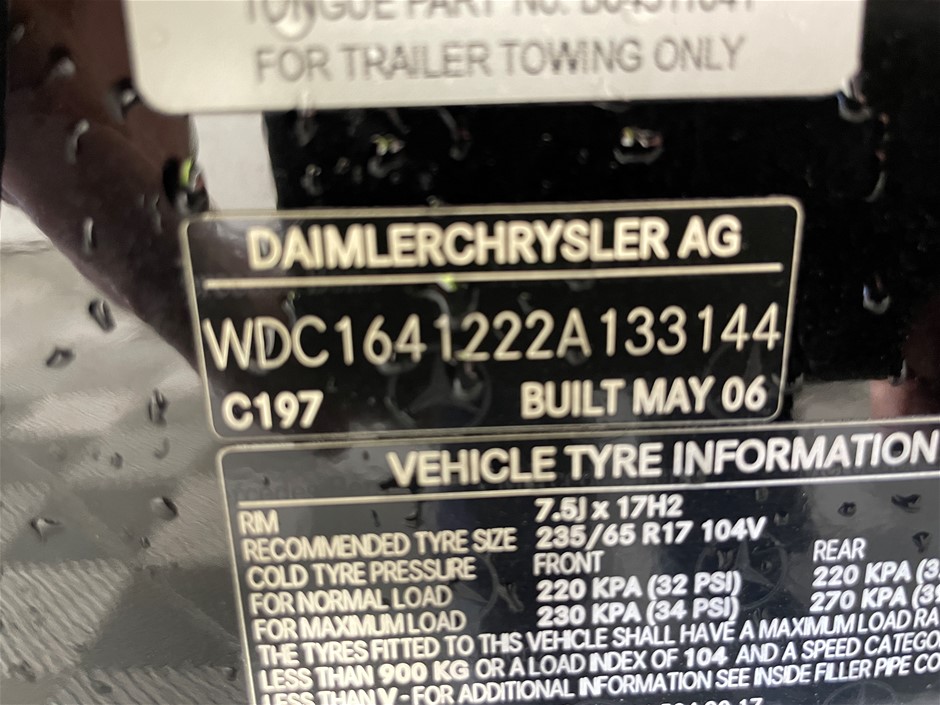 TONGUE PART NO.
FOR TRAILER TOWING ONLY
DAIMLERCHRYSLER AG
WDC1641222A133144
C197 BUILT MAY 06
VEHICLE TYRE INFORMATION
RIM 7.5J x 17H2
RECOMMENDED TYRE SIZE 235/65 R17 104V
COLD TYRE PRESSURE FRONT REAR
FOR NORMAL LOAD 220 KPA (32 PSI) 220 KPA
FOR MAXIMUM LOAD 230 KPA (34 PSI) 270 KPA
THE TYRES FITTED TO THIS VEHICLE SHALL HAVE A MAXIMUM LOAD
LESS THAN 900 KG OR A LOAD INDEX OF 104 AND A SPEED
LESS THAN V - FOR ADDITIONAL INFORMATION SEE INSIDE FILLER PIPE